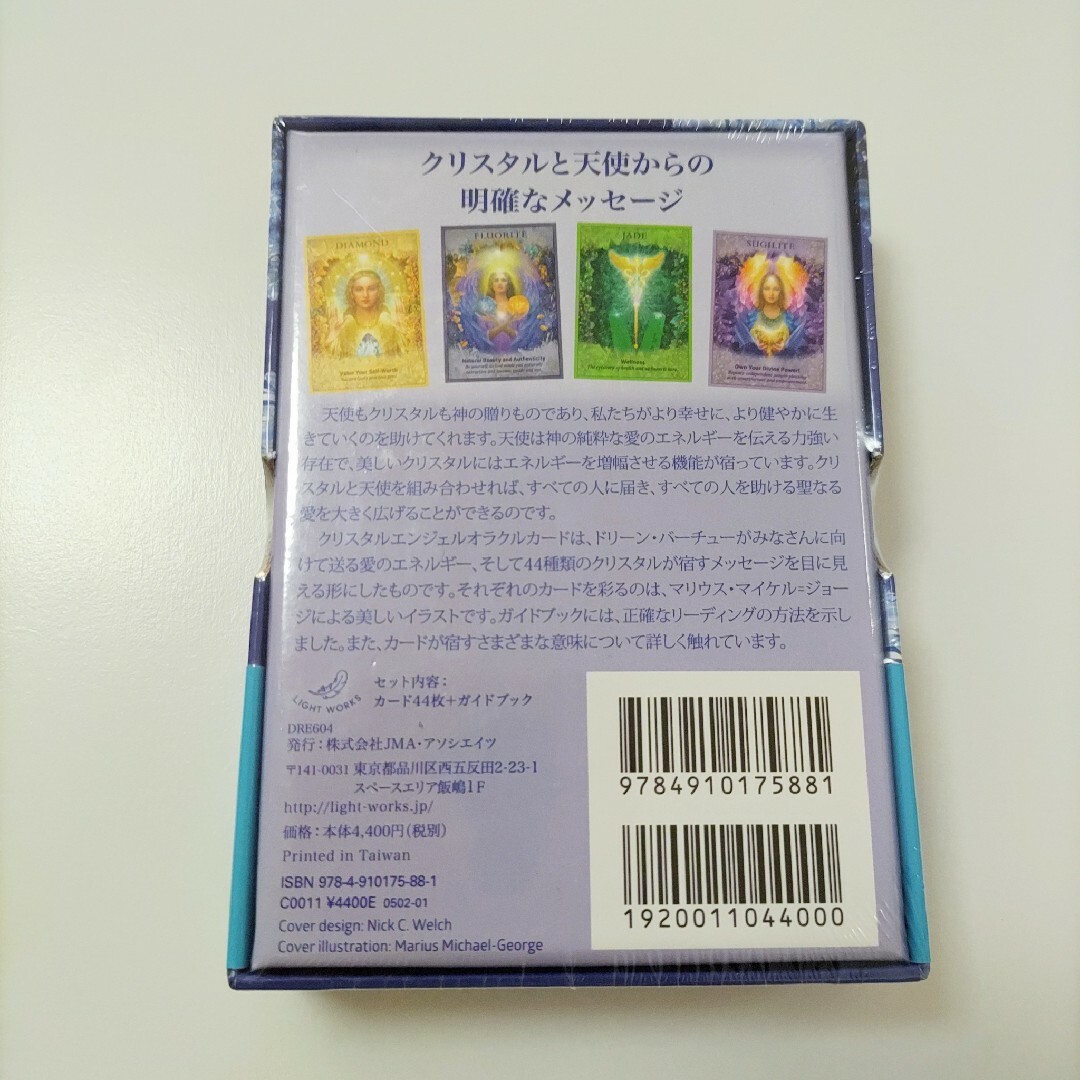 クリスタルと天使からの
明確なメッセージ
DIAMOND
FLUORITE
JADE
SUGILITE
Value Your Self-Worth
Natural Beauty and Authenticity
Wellness
Own Your Divine Power!
天使もクリスタルも神の贈りものであり、私たちがより幸せに、より健やかに生
きていくのを助けてくれます。天使は神の純粋な愛のエネルギーを伝える力強い
存在で、美しいクリスタルにはエネルギーを増幅させる機能が宿っています。クリ
スタルと天使を組み合わせれば、すべての人に届き、すべての人を助ける聖なる
愛を大きく広げることができるのです。
クリスタルエンジェルオラクルカードは、ドリーン・バーチューがみなさんに向
けて送る愛のエネルギー、そして44種類のクリスタルが宿すメッセージを目に見
える形にしたものです。それぞれのカードを彩るのは、マリウス・マイケル=ジョー
ジによる美しいイラストです。ガイドブックには、正確なリーディングの方法を示し
ました。また、カードが宿すさまざまな意味について詳しく触れています。
LIGHT WORKS
セット内容：
カード44枚＋ガイドブック
DRE604
発行：株式会社JMA・アソシエイツ
〒141-0031 東京都品川区西五反田2-23-1
スペースエリア飯嶋1F
http://light-works.jp/
価格：本体4,400円（税別）
Printed in Taiwan
ISBN 978-4-910175-88-1
C0011 ¥4400E 0502-01
Cover design: Nick C. Welch
Cover illustration: Marius Michael-George
9784910175881
1920011044000